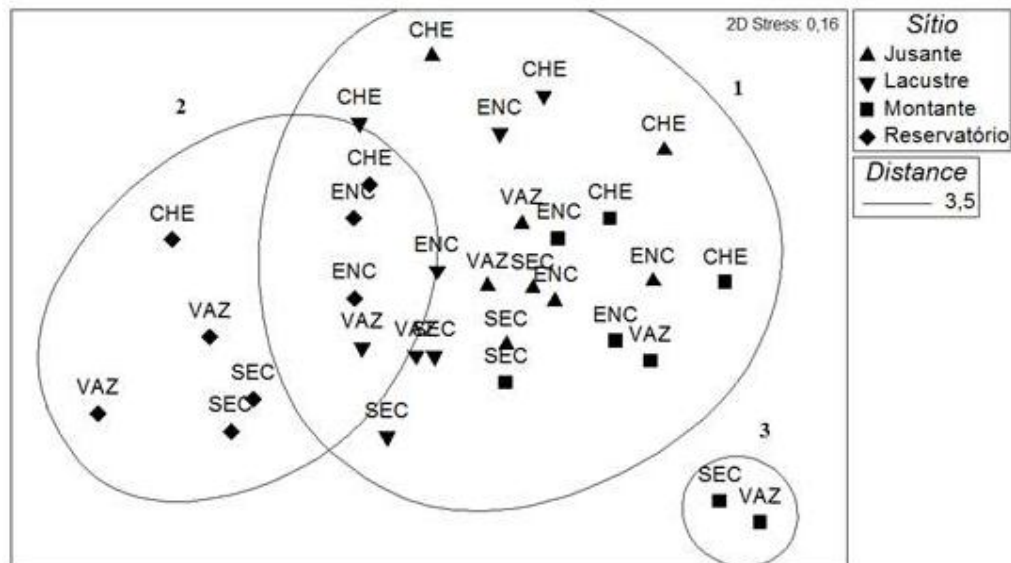 2D Stress: 0,16
CHE
CHE
1
2
CHE
ENC
CHE
CHE
CHE
ENC
VAZ
ENC
CHE
ENC
VAZ
SEC
ENC
ENC
CHE
ENC
VAZ
VAZ
SEC
SEC
ENC
VAZ
VAZ
SEC
SEC
SEC
SEC
3
SEC
VAZ
Sítio
Jusante
Lacustre
Montante
Reservatório
Distance
3,5